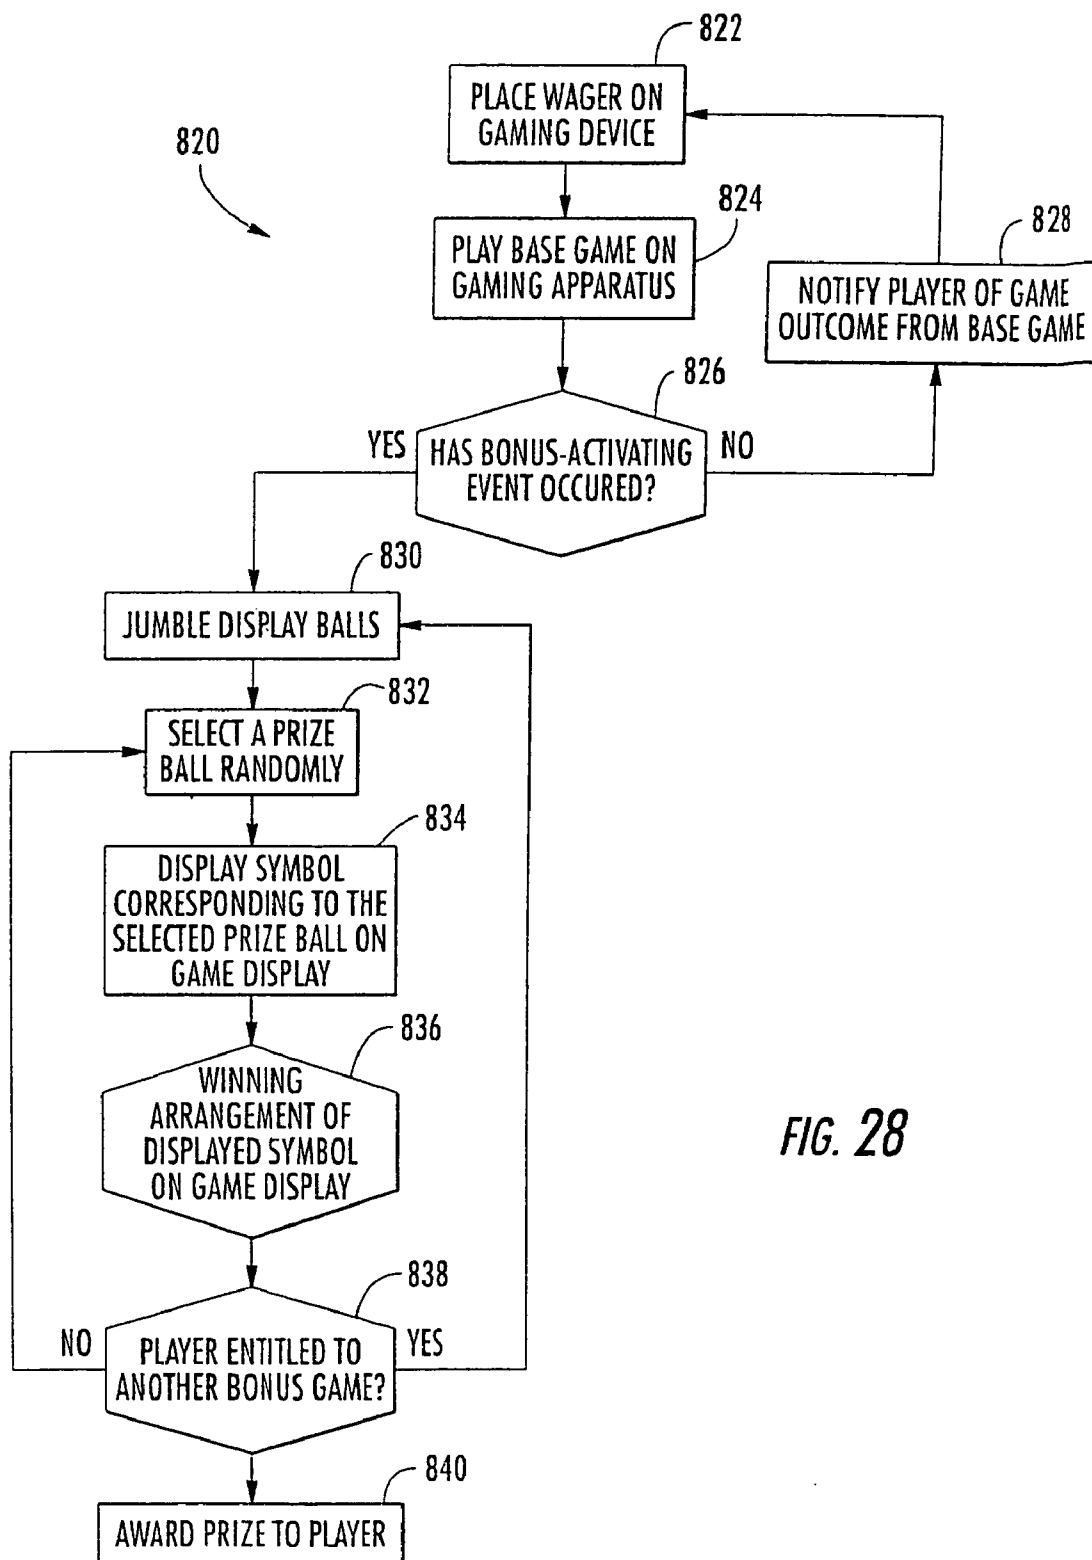 822
PLACE WAGER ON
GAMING DEVICE
820
824
PLAY BASE GAME ON
GAMING APPARATUS
828
NOTIFY PLAYER OF GAME
OUTCOME FROM BASE GAME
826
YES
HAS BONUS-ACTIVATING
EVENT OCCURED?
NO
830
JUMBLE DISPLAY BALLS
832
SELECT A PRIZE
BALL RANDOMLY
834
DISPLAY SYMBOL
CORRESPONDING TO THE
SELECTED PRIZE BALL ON
GAME DISPLAY
836
WINNING
ARRANGEMENT OF
DISPLAYED SYMBOL
ON GAME DISPLAY
FIG. 28
838
NO
PLAYER ENTITLED TO
ANOTHER BONUS GAME?
YES
840
AWARD PRIZE TO PLAYER